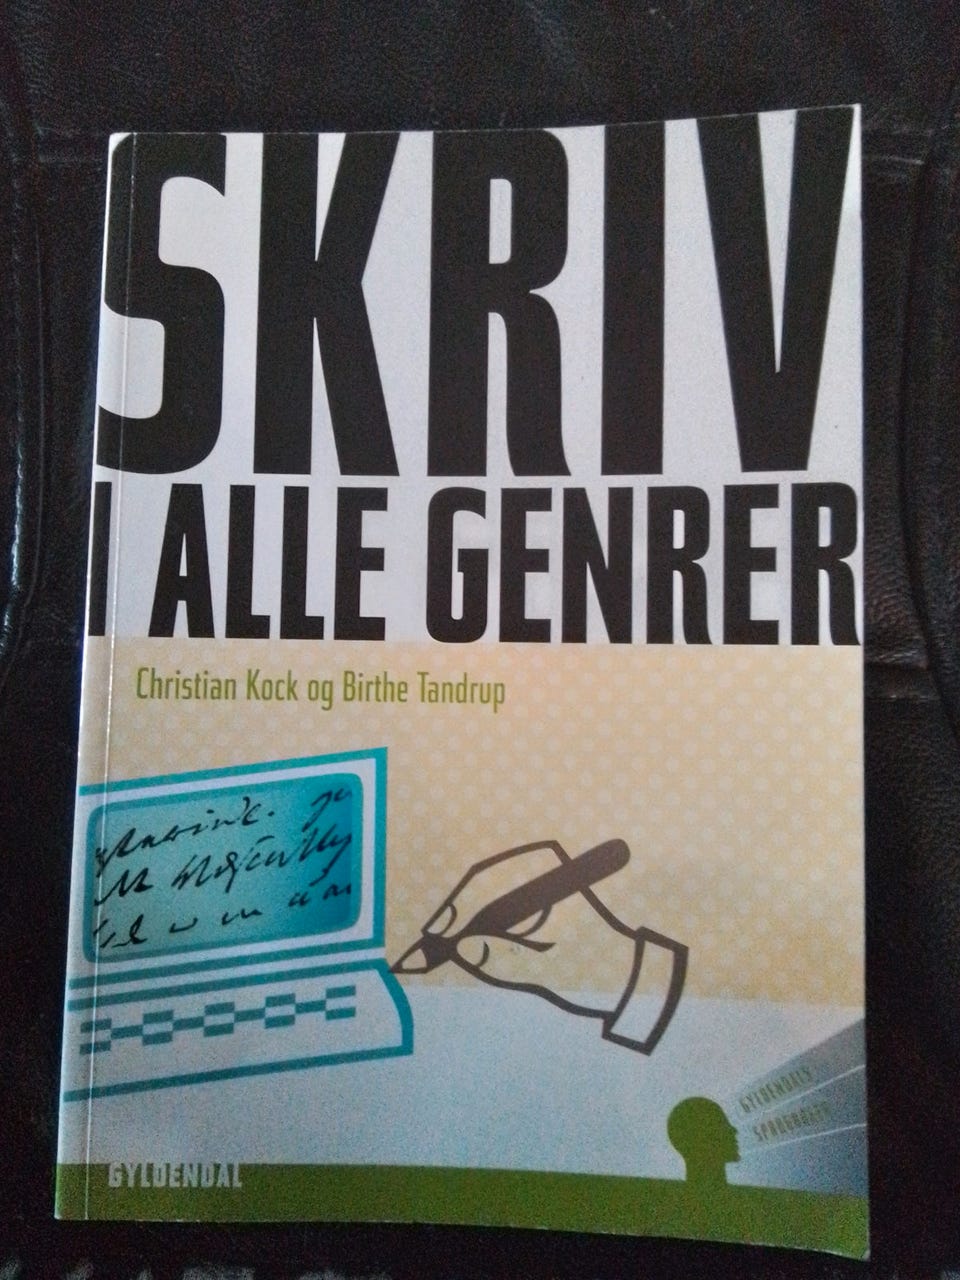 SKRIV
I ALLE GENRER
Christian Kock og Birthe Tandrup
GYLDENDALS
SPROGBØGER
GYLDENDAL